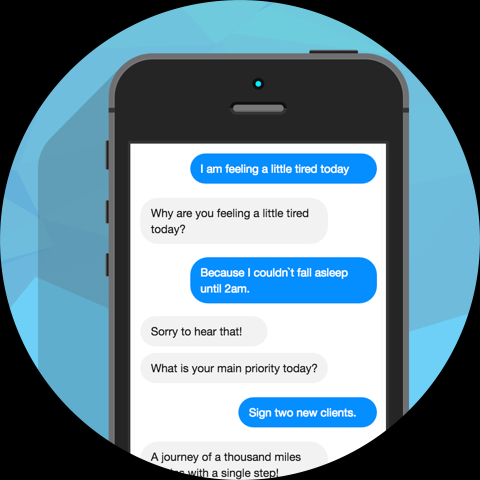 I am feeling a little tired today
Why are you feeling a little tired
today?
Because I couldn`t fall asleep
until 2am.
Sorry to hear that!
What is your main priority today?
Sign two new clients.
A journey of a thousand miles
with a single step!